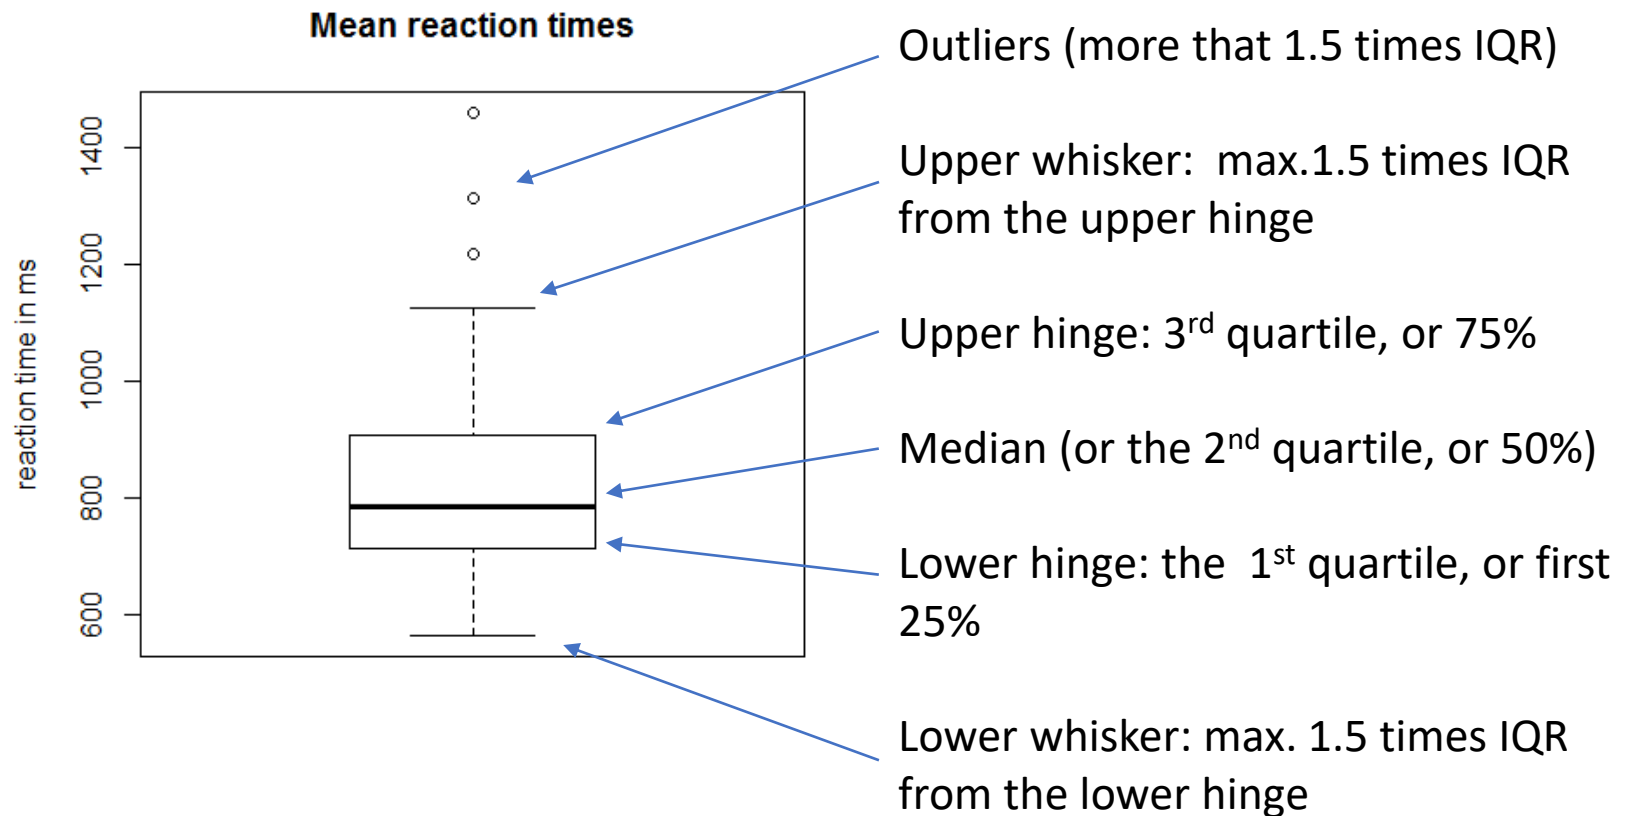 Mean reaction times
reaction time in ms
1400
1200
1000
800
600
Outliers (more that 1.5 times IQR)
Upper whisker:  max.1.5 times IQR
from the upper hinge
Upper hinge: 3rd quartile, or 75%
Median (or the 2nd quartile, or 50%)
Lower hinge: the  1st quartile, or first
25%
Lower whisker: max. 1.5 times IQR
from the lower hinge